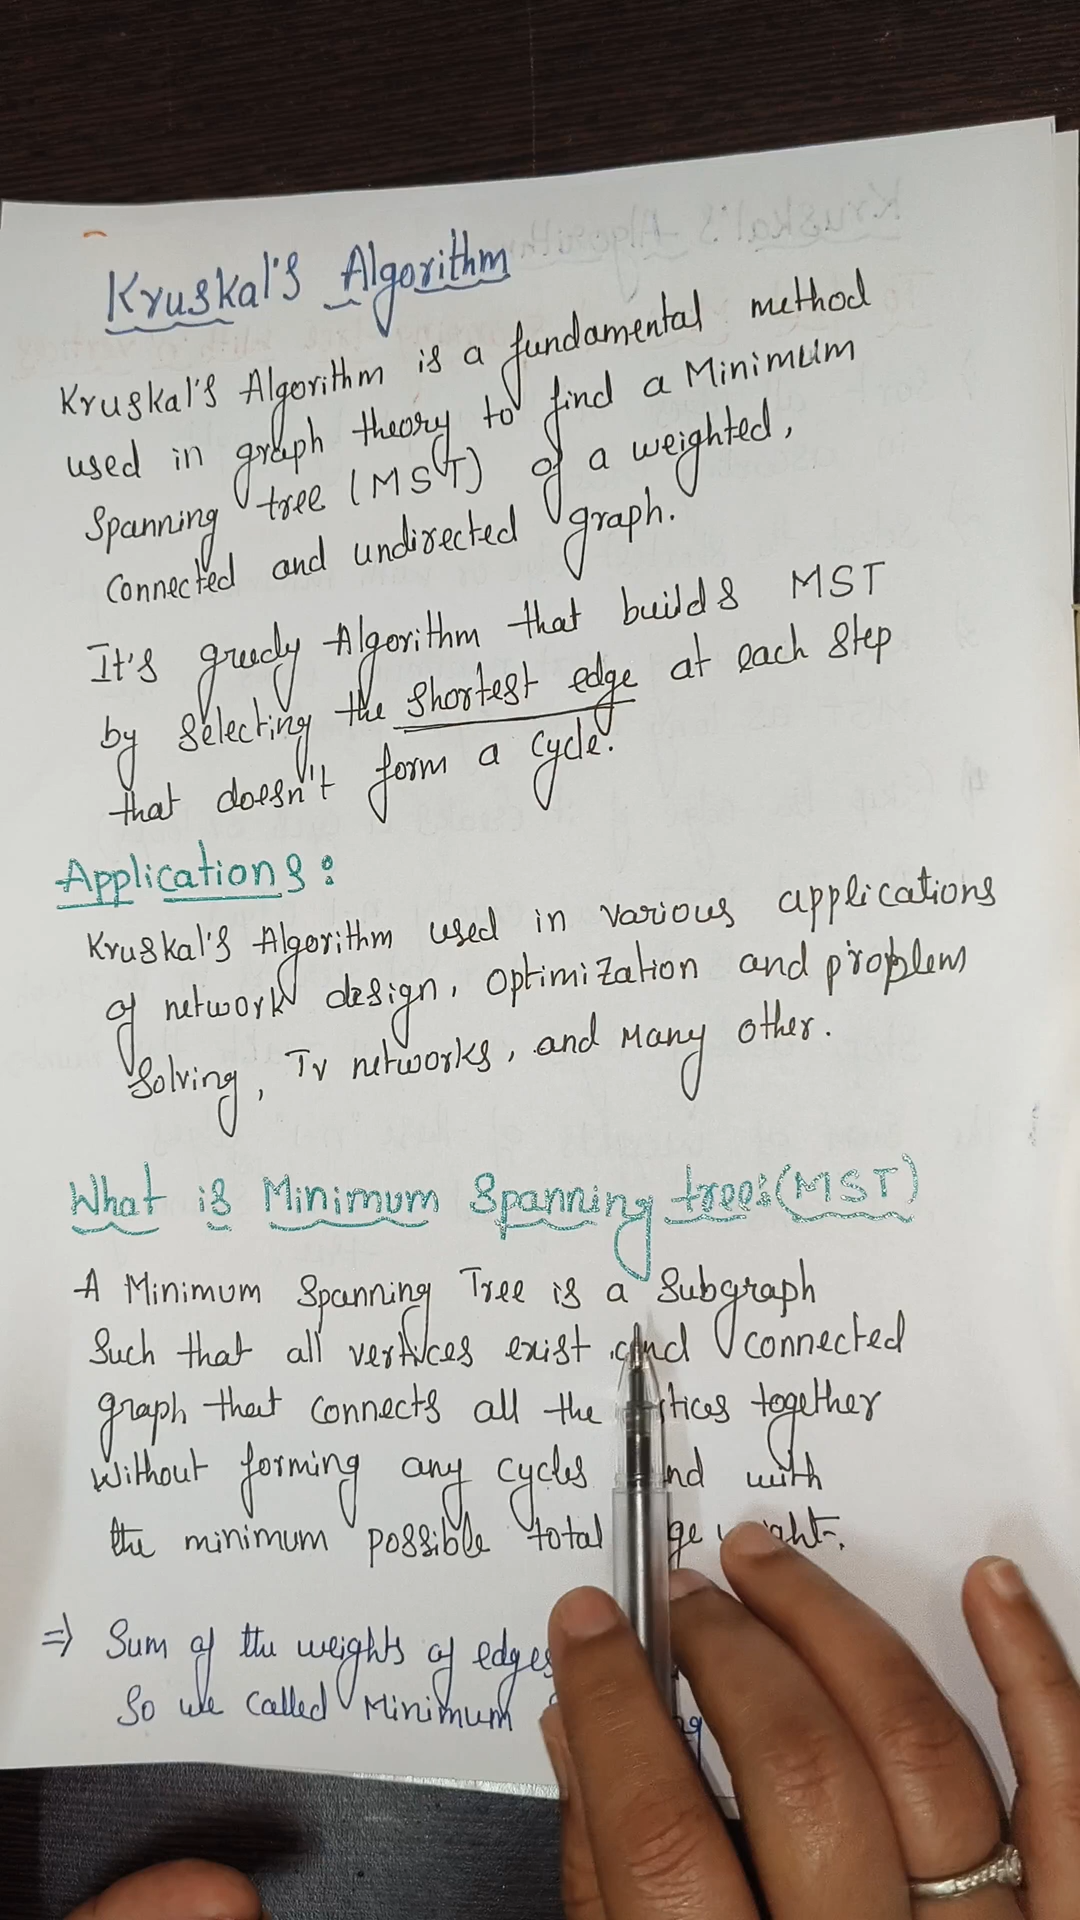 Kruskal's Algorithm
Kruskal's Algorithm is a fundamental method
used in graph theory to find a Minimum
Spanning tree (MST) of a weighted,
Connected and undirected graph.
It's greedy Algorithm that builds MST
by Selecting the Shortest edge at each Step
that doesn't form a Cycle.
Applications :
Kruskal's Algorithm used in various applications
of network design, Optimization and problem
Solving, Tv networks, and Many other.
What is Minimum Spanning trees(MST)
A Minimum Spanning Tree is a Subgraph
Such that all vertices exist and connected
graph that Connects all the together
Without forming any Cycles with
the minimum possible total
⇒ Sum of the weights of edges
So we Called Minimum